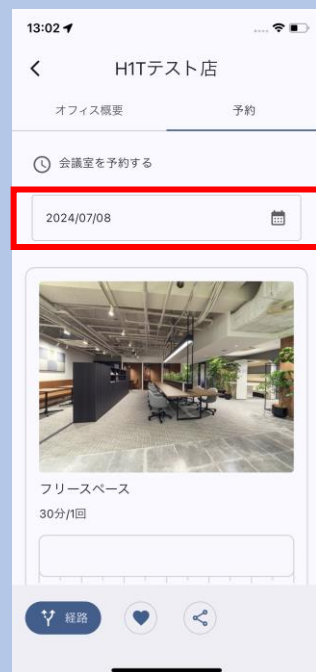 13:02
H1Tテスト店
オフィス概要
予約
会議室を予約する
2024/07/08
フリースペース
30分/1回
経路